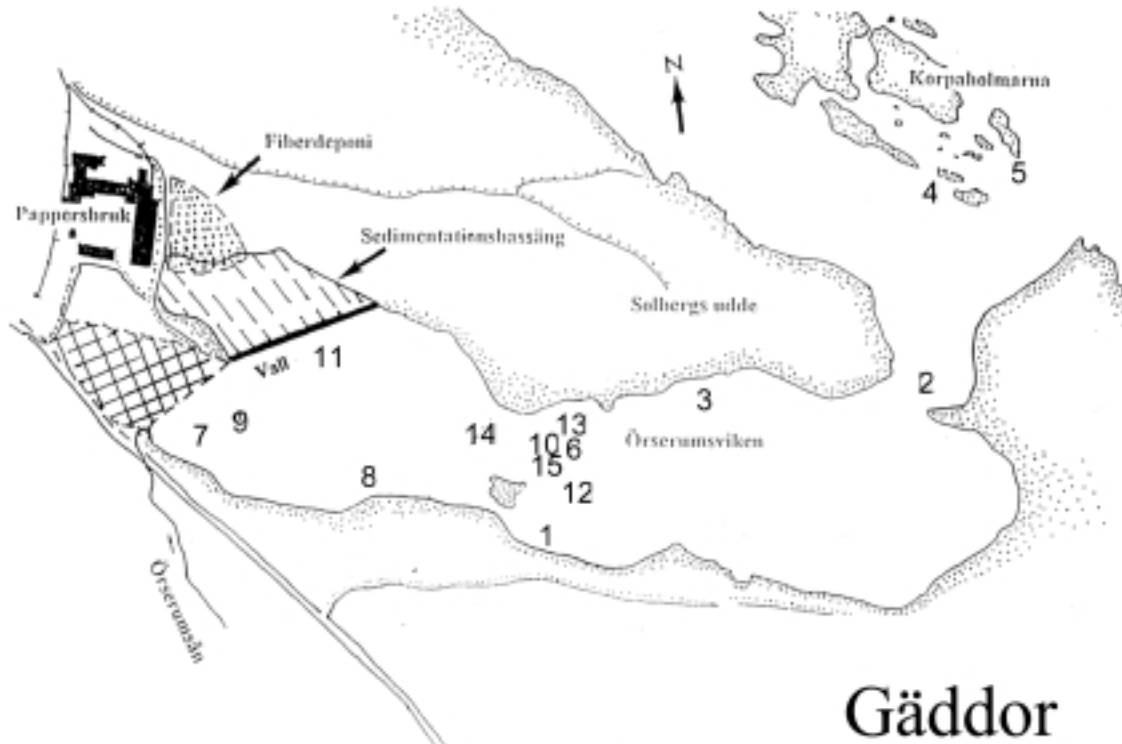 N
Korpaholmarna
Fiberdeponi
5
4
Pappersbruk
Sedimentationsbassäng
Solbergs udde
Vall
11
2
3
9
7
13
14
10
6
Örserumsviken
15
8
12
1
Örserumsån
Gäddor